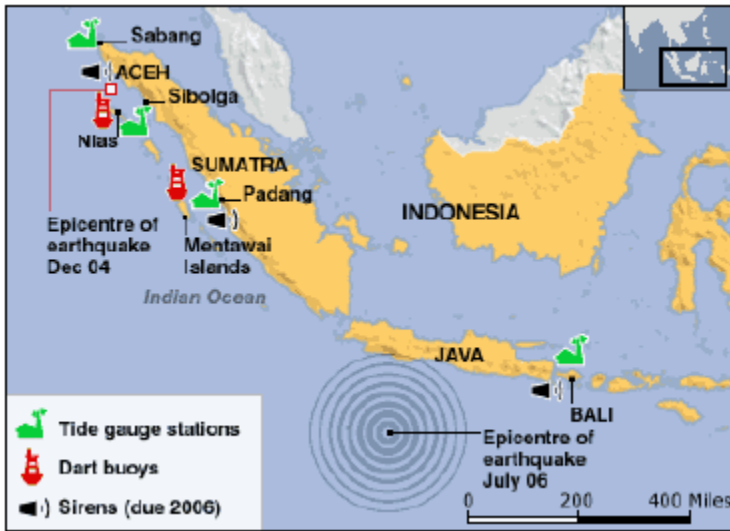 Sabang
ACEH
Sibolga
Nias
SUMATRA
Padang
Epicentre of
earthquake
Dec 04
Mentawai
Islands
INDONESIA
Indian Ocean
JAVA
BALI
Epicentre of
earthquake
July 06
Tide gauge stations
Dart buoys
Sirens (due 2006)
0 200 400 Miles